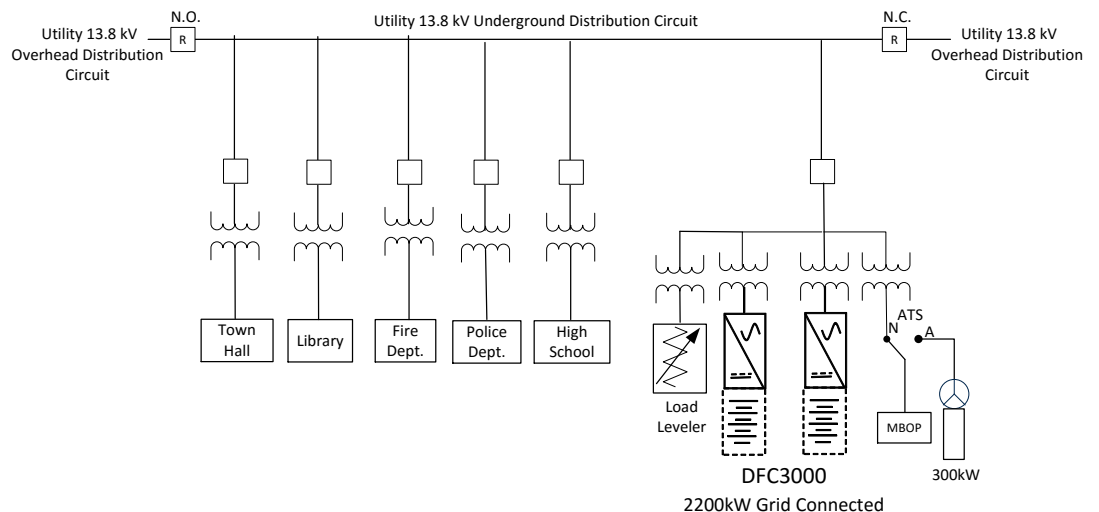 N.O.
Utility 13.8 kV Underground Distribution Circuit
N.C.
Utility 13.8 kV
Overhead Distribution
Circuit
R
R
Utility 13.8 kV
Overhead Distribution
Circuit
Town
Hall
Library
Fire
Dept.
Police
Dept.
High
School
Load
Leveler
ATS
N
A
MBOP
300kW
DFC3000
2200kW Grid Connected